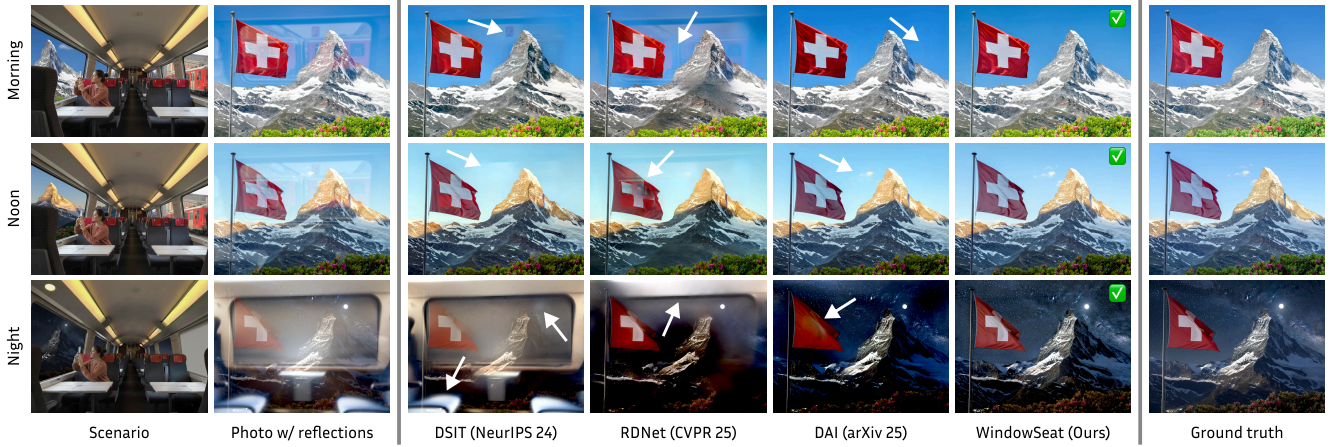 Morning
Noon
Night
Scenario
Photo w/ reflections
DSIT (NeurIPS 24)
RDNet (CVPR 25)
DAI (arXiv 25)
WindowSeat (Ours)
Ground truth